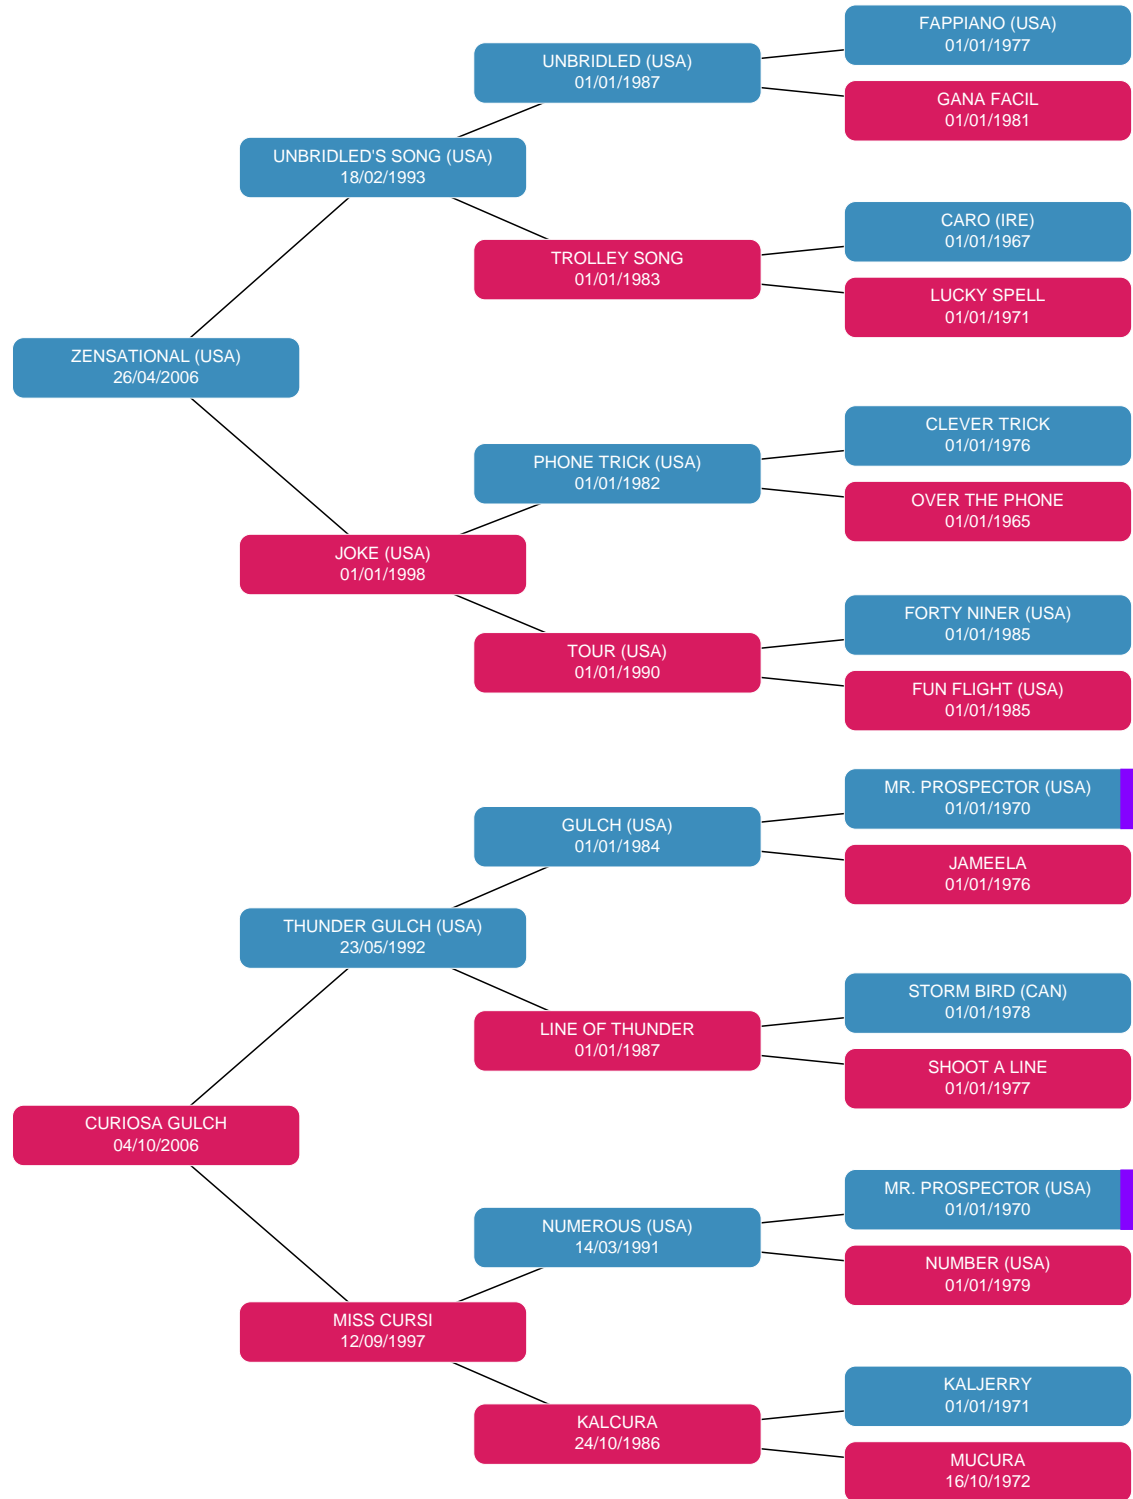 FAPPIANO (USA)
01/01/1977
UNBRIDLED (USA)
01/01/1987
GANA FACIL
01/01/1981
UNBRIDLED'S SONG (USA)
18/02/1993
CARO (IRE)
01/01/1967
TROLLEY SONG
01/01/1983
LUCKY SPELL
01/01/1971
ZENSATIONAL (USA)
26/04/2006
CLEVER TRICK
01/01/1976
PHONE TRICK (USA)
01/01/1982
OVER THE PHONE
01/01/1965
JOKE (USA)
01/01/1998
FORTY NINER (USA)
01/01/1985
TOUR (USA)
01/01/1990
FUN FLIGHT (USA)
01/01/1985
MR. PROSPECTOR (USA)
01/01/1970
GULCH (USA)
01/01/1984
JAMEELA
01/01/1976
THUNDER GULCH (USA)
23/05/1992
STORM BIRD (CAN)
01/01/1978
LINE OF THUNDER
01/01/1987
SHOOT A LINE
01/01/1977
CURIOSA GULCH
04/10/2006
MR. PROSPECTOR (USA)
01/01/1970
NUMEROUS (USA)
14/03/1991
NUMBER (USA)
01/01/1979
MISS CURSI
12/09/1997
KALJERRY
01/01/1971
KALCURA
24/10/1986
MUCURA
16/10/1972